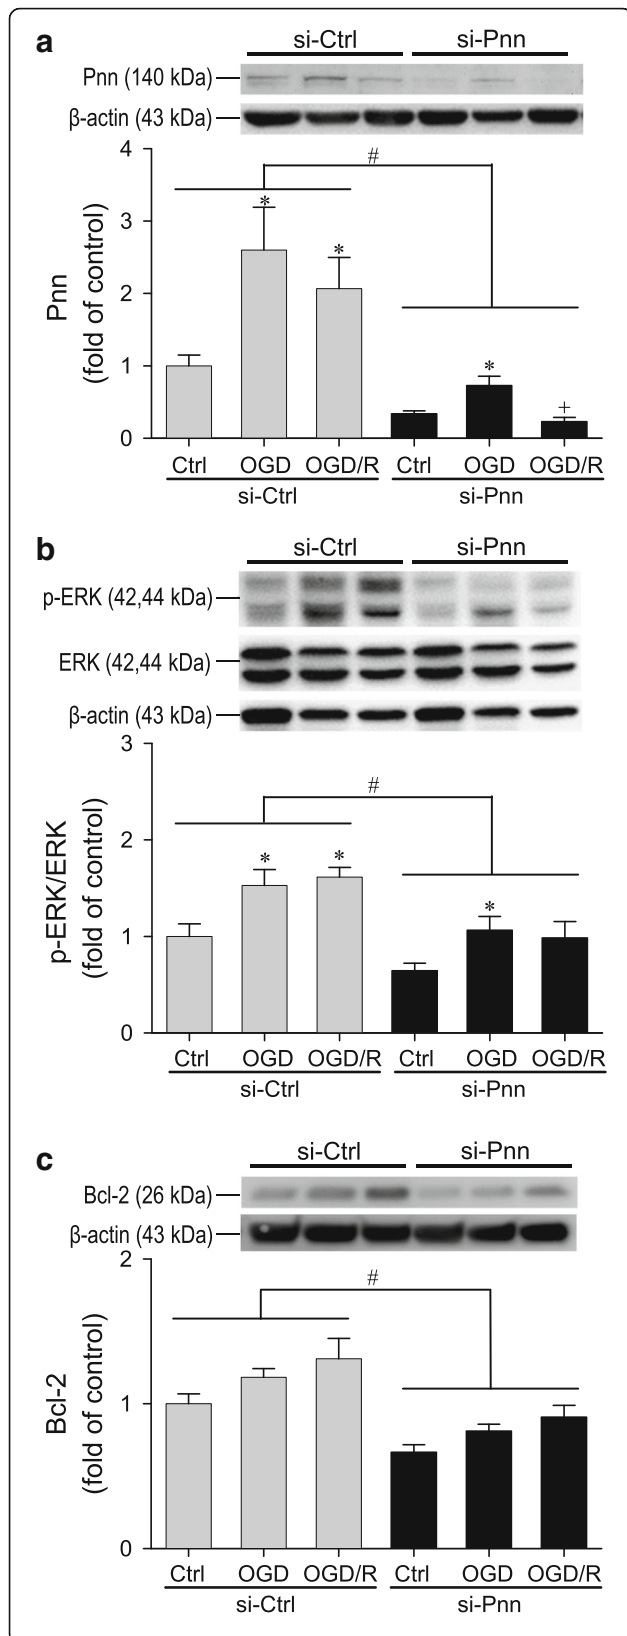 a
si-Ctrl si-Pnn
Pnn (140 kDa)
β-actin (43 kDa)
4
#
3
2
1
0
Pnn
(fold of control)
* * * +
Ctrl OGD OGD/R Ctrl OGD OGD/R
si-Ctrl si-Pnn
b
si-Ctrl si-Pnn
p-ERK (42,44 kDa)
ERK (42,44 kDa)
β-actin (43 kDa)
3
#
2
1
0
p-ERK/ERK
(fold of control)
* * *
Ctrl OGD OGD/R Ctrl OGD OGD/R
si-Ctrl si-Pnn
c
si-Ctrl si-Pnn
Bcl-2 (26 kDa)
β-actin (43 kDa)
2
#
1
0
Bcl-2
(fold of control)
Ctrl OGD OGD/R Ctrl OGD OGD/R
si-Ctrl si-Pnn